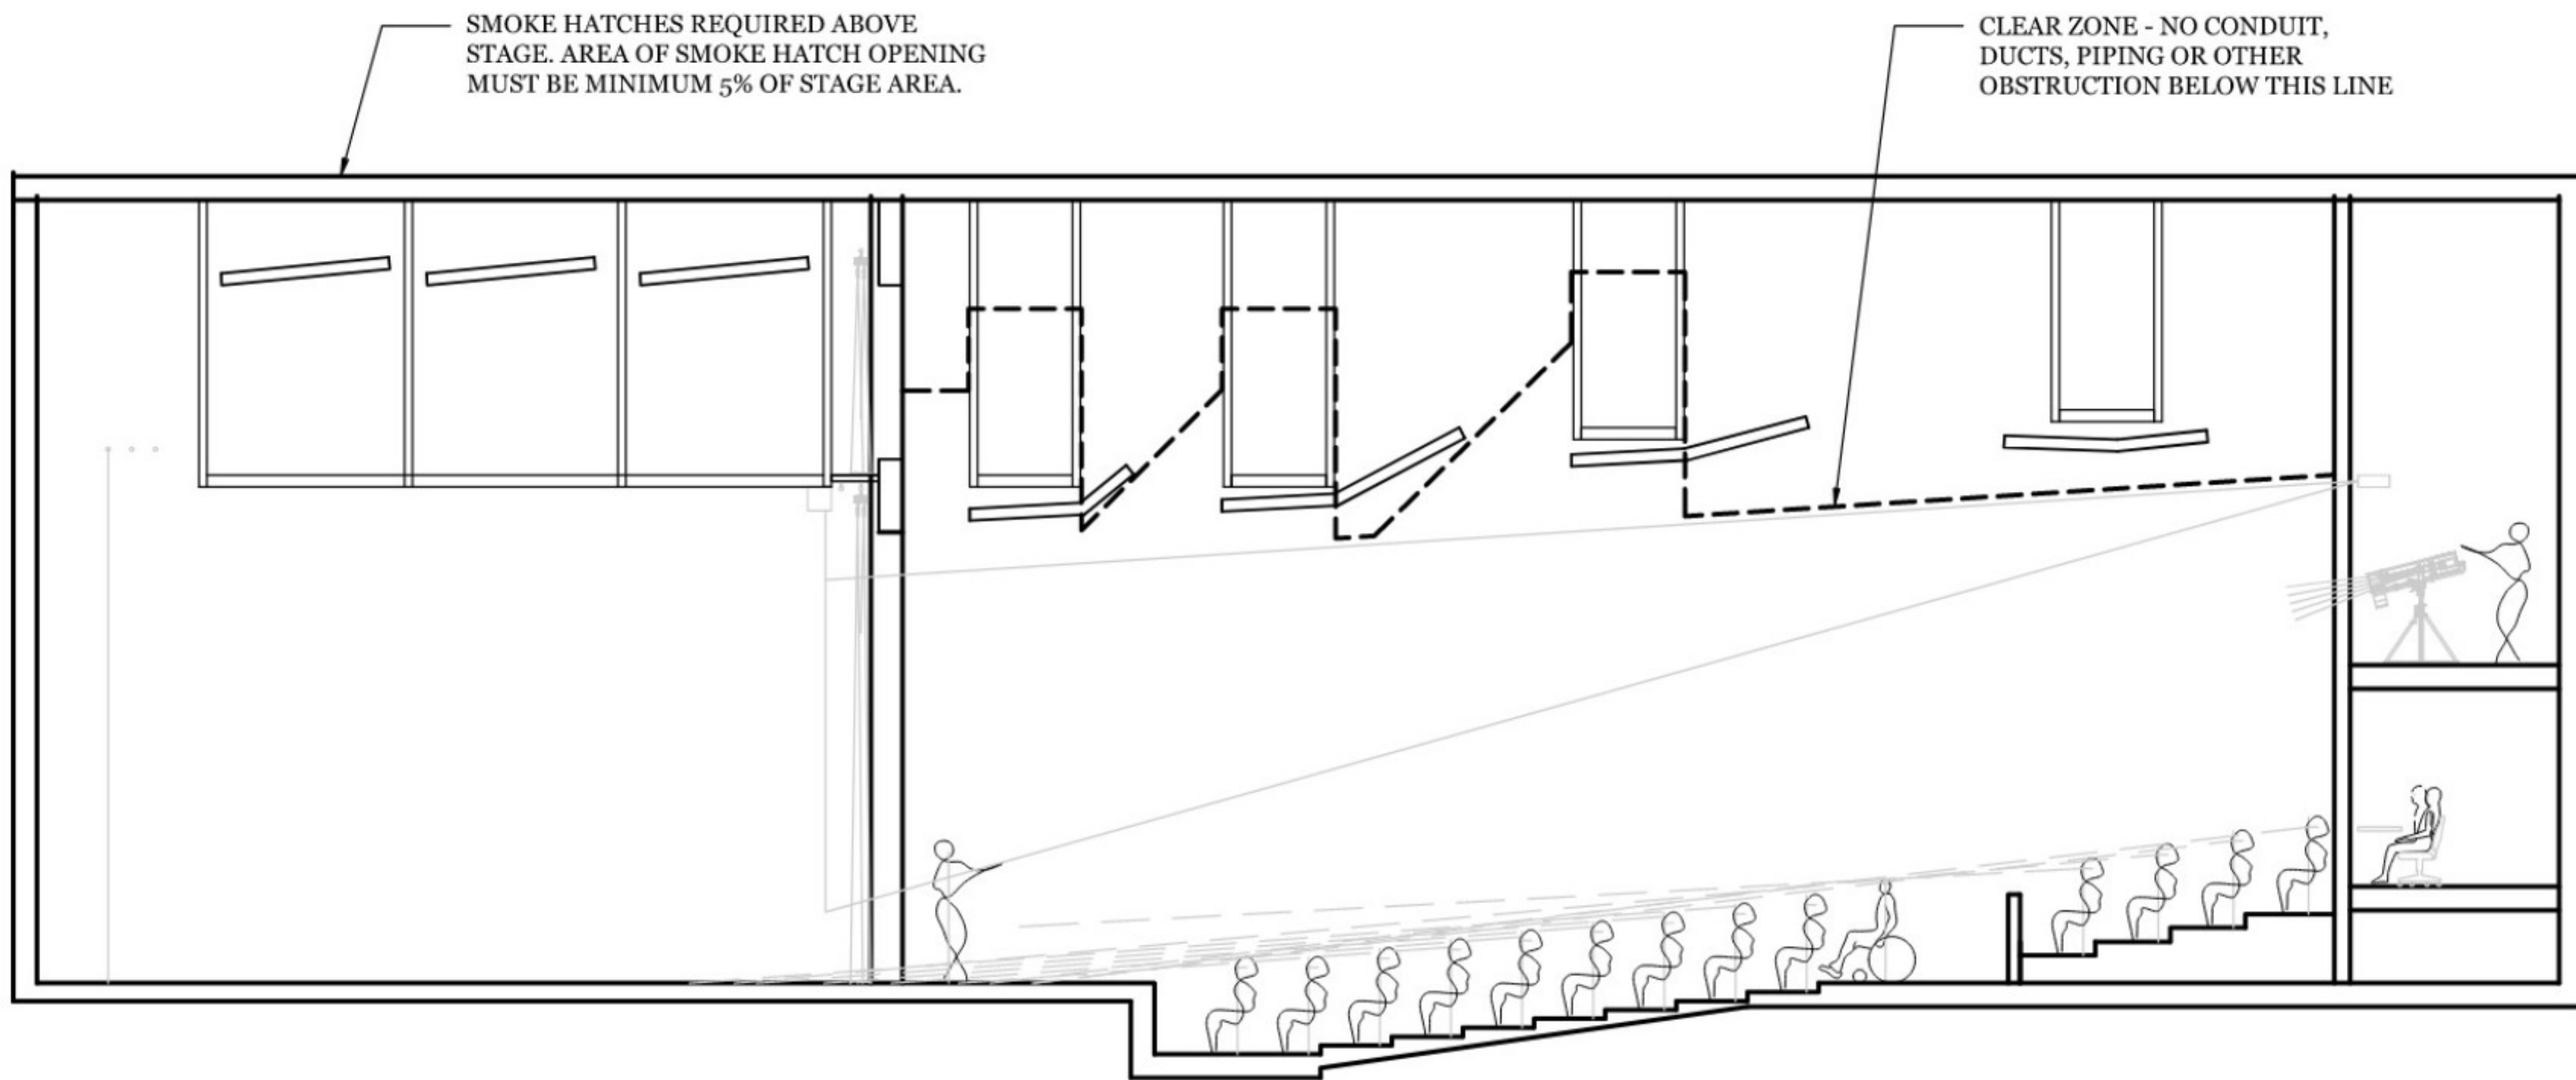 SMOKE HATCHES REQUIRED ABOVE
STAGE. AREA OF SMOKE HATCH OPENING
MUST BE MINIMUM 5% OF STAGE AREA.
CLEAR ZONE - NO CONDUIT,
DUCTS, PIPING OR OTHER
OBSTRUCTION BELOW THIS LINE